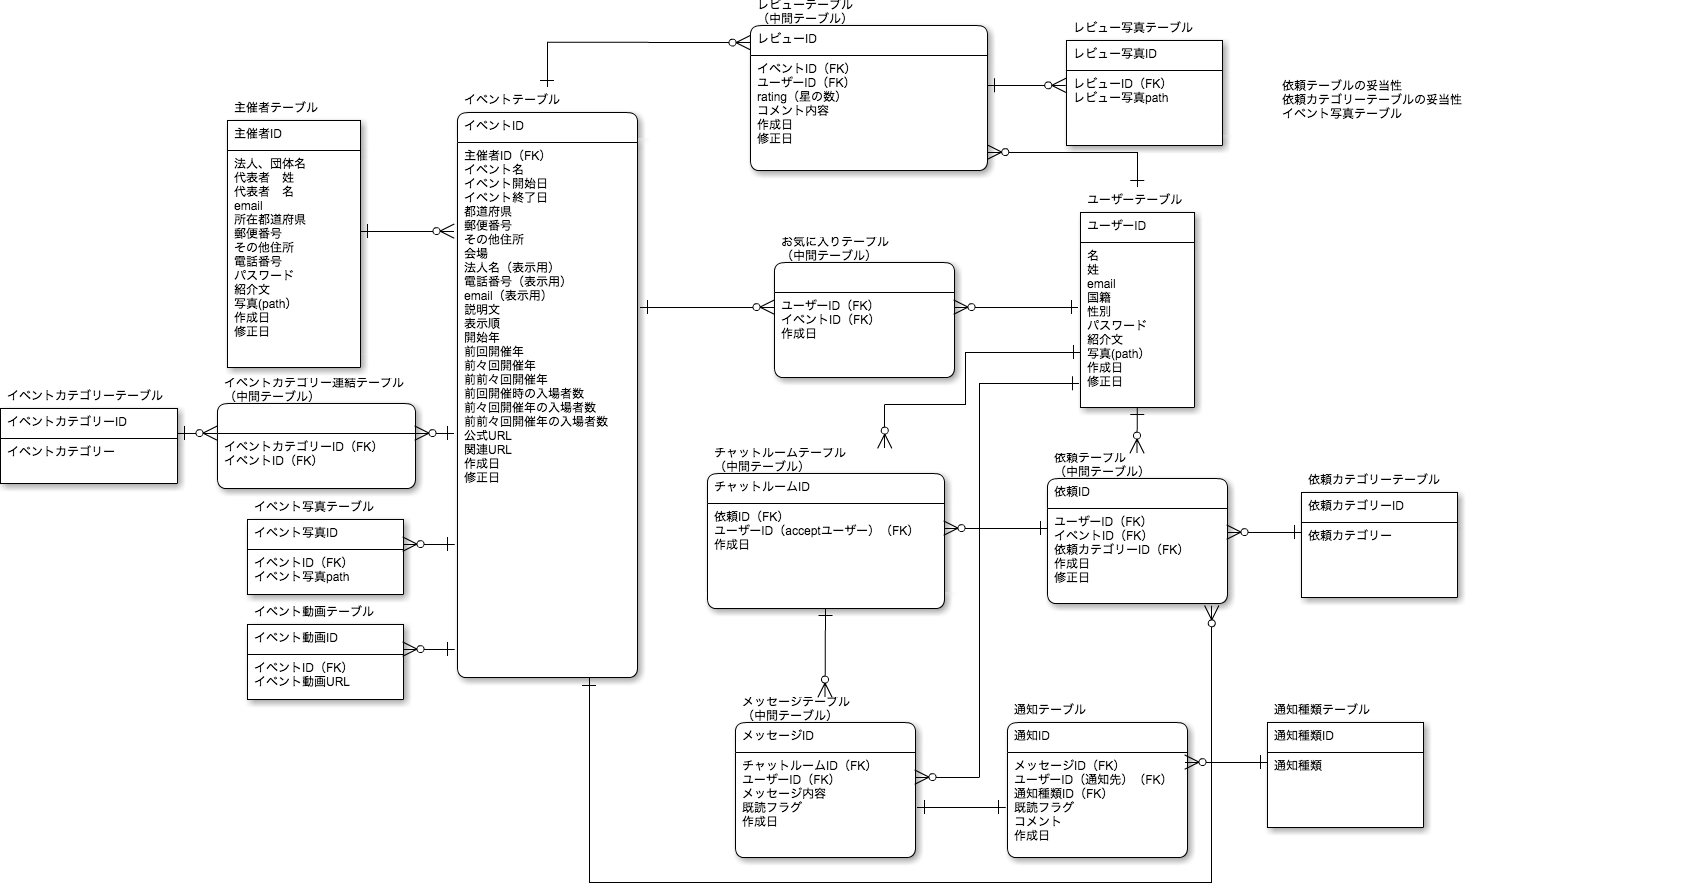 レビューテーブル
（中間テーブル）
レビューID
イベントID（FK）
ユーザーID（FK）
rating（星の数）
コメント内容
作成日
修正日
レビュー写真テーブル
レビュー写真ID
レビューID（FK）
レビュー写真path
依頼テーブルの妥当性
依頼カテゴリーテーブルの妥当性
イベント写真テーブル
主催者テーブル
主催者ID
法人、団体名
代表者　姓
代表者　名
email
所在都道府県
郵便番号
その他住所
電話番号
パスワード
紹介文
写真(path）
作成日
修正日
イベントテーブル
イベントID
主催者ID（FK）
イベント名
イベント開始日
イベント終了日
都道府県
郵便番号
その他住所
会場
法人名（表示用）
電話番号（表示用）
email（表示用）
説明文
表示順
開始年
前回開催年
前々回開催年
前前々回開催年
前回開催時の入場者数
前々回開催年の入場者数
前前々回開催年の入場者数
公式URL
関連URL
作成日
修正日
お気に入りテーブル
（中間テーブル）
ユーザーID（FK）
イベントID（FK）
作成日
ユーザーテーブル
ユーザーID
名
姓
email
国籍
性別
パスワード
紹介文
写真(path）
作成日
修正日
イベントカテゴリーテーブル
イベントカテゴリーID
イベントカテゴリー
イベントカテゴリー連結テーブル
（中間テーブル）
イベントカテゴリーID（FK）
イベントID（FK）
イベント写真テーブル
イベント写真ID
イベントID（FK）
イベント写真path
イベント動画テーブル
イベント動画ID
イベントID（FK）
イベント動画URL
チャットルームテーブル
（中間テーブル）
チャットルームID
依頼ID（FK）
ユーザーID（acceptユーザー）（FK）
作成日
依頼テーブル
（中間テーブル）
依頼ID
ユーザーID（FK）
イベントID（FK）
依頼カテゴリーID（FK）
作成日
修正日
依頼カテゴリーテーブル
依頼カテゴリーID
依頼カテゴリー
メッセージテーブル
（中間テーブル）
メッセージID
チャットルームID（FK）
ユーザーID（FK）
メッセージ内容
既読フラグ
作成日
通知テーブル
通知ID
メッセージID（FK）
ユーザーID（通知先）（FK）
通知種類ID（FK）
既読フラグ
コメント
作成日
通知種類テーブル
通知種類ID
通知種類